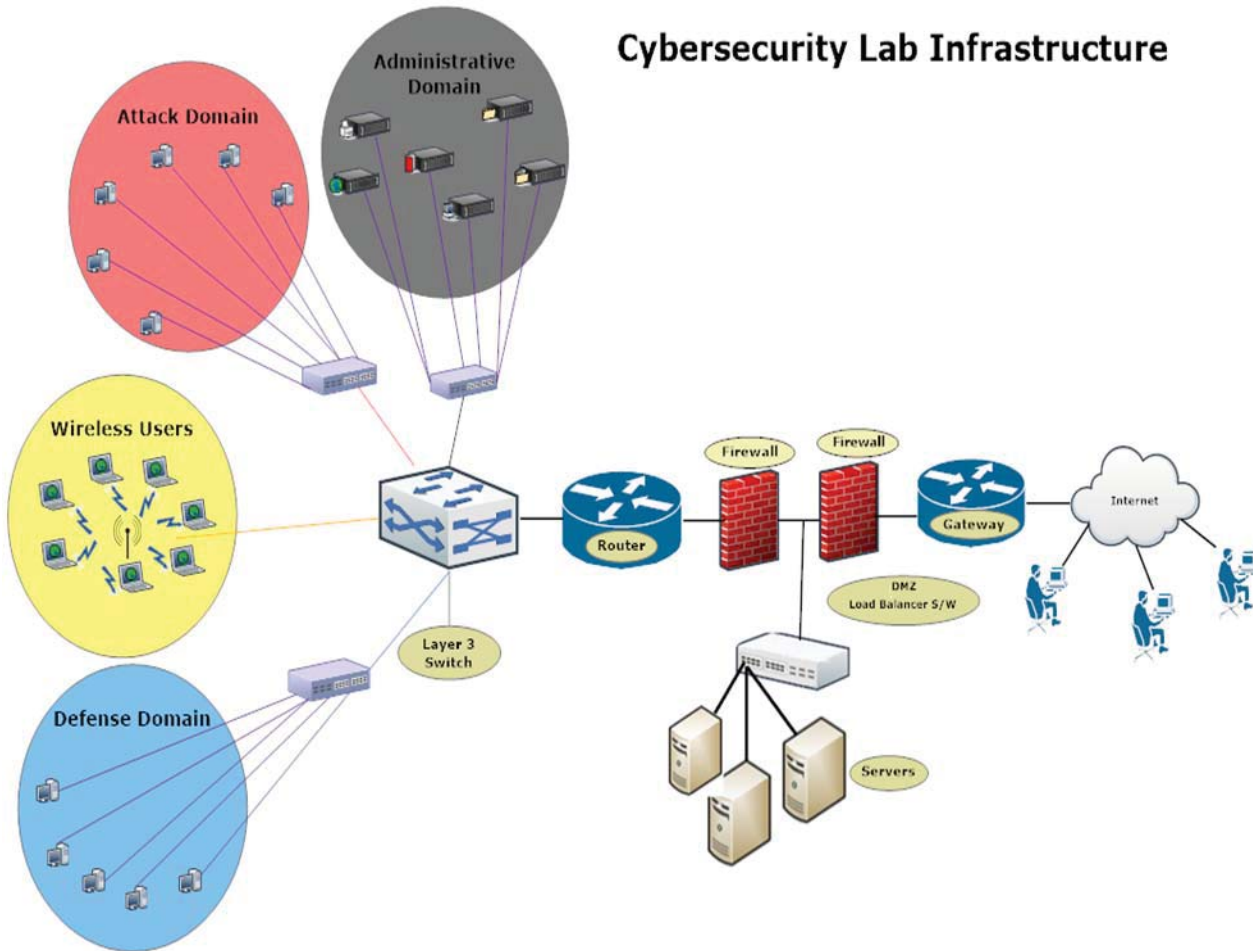 Cybersecurity Lab Infrastructure
Administrative
Domain
Attack Domain
Wireless Users
Firewall
Firewall
Internet
Router
Gateway
DMZ
Load Balancer S/W
Layer 3
Switch
Defense Domain
Servers